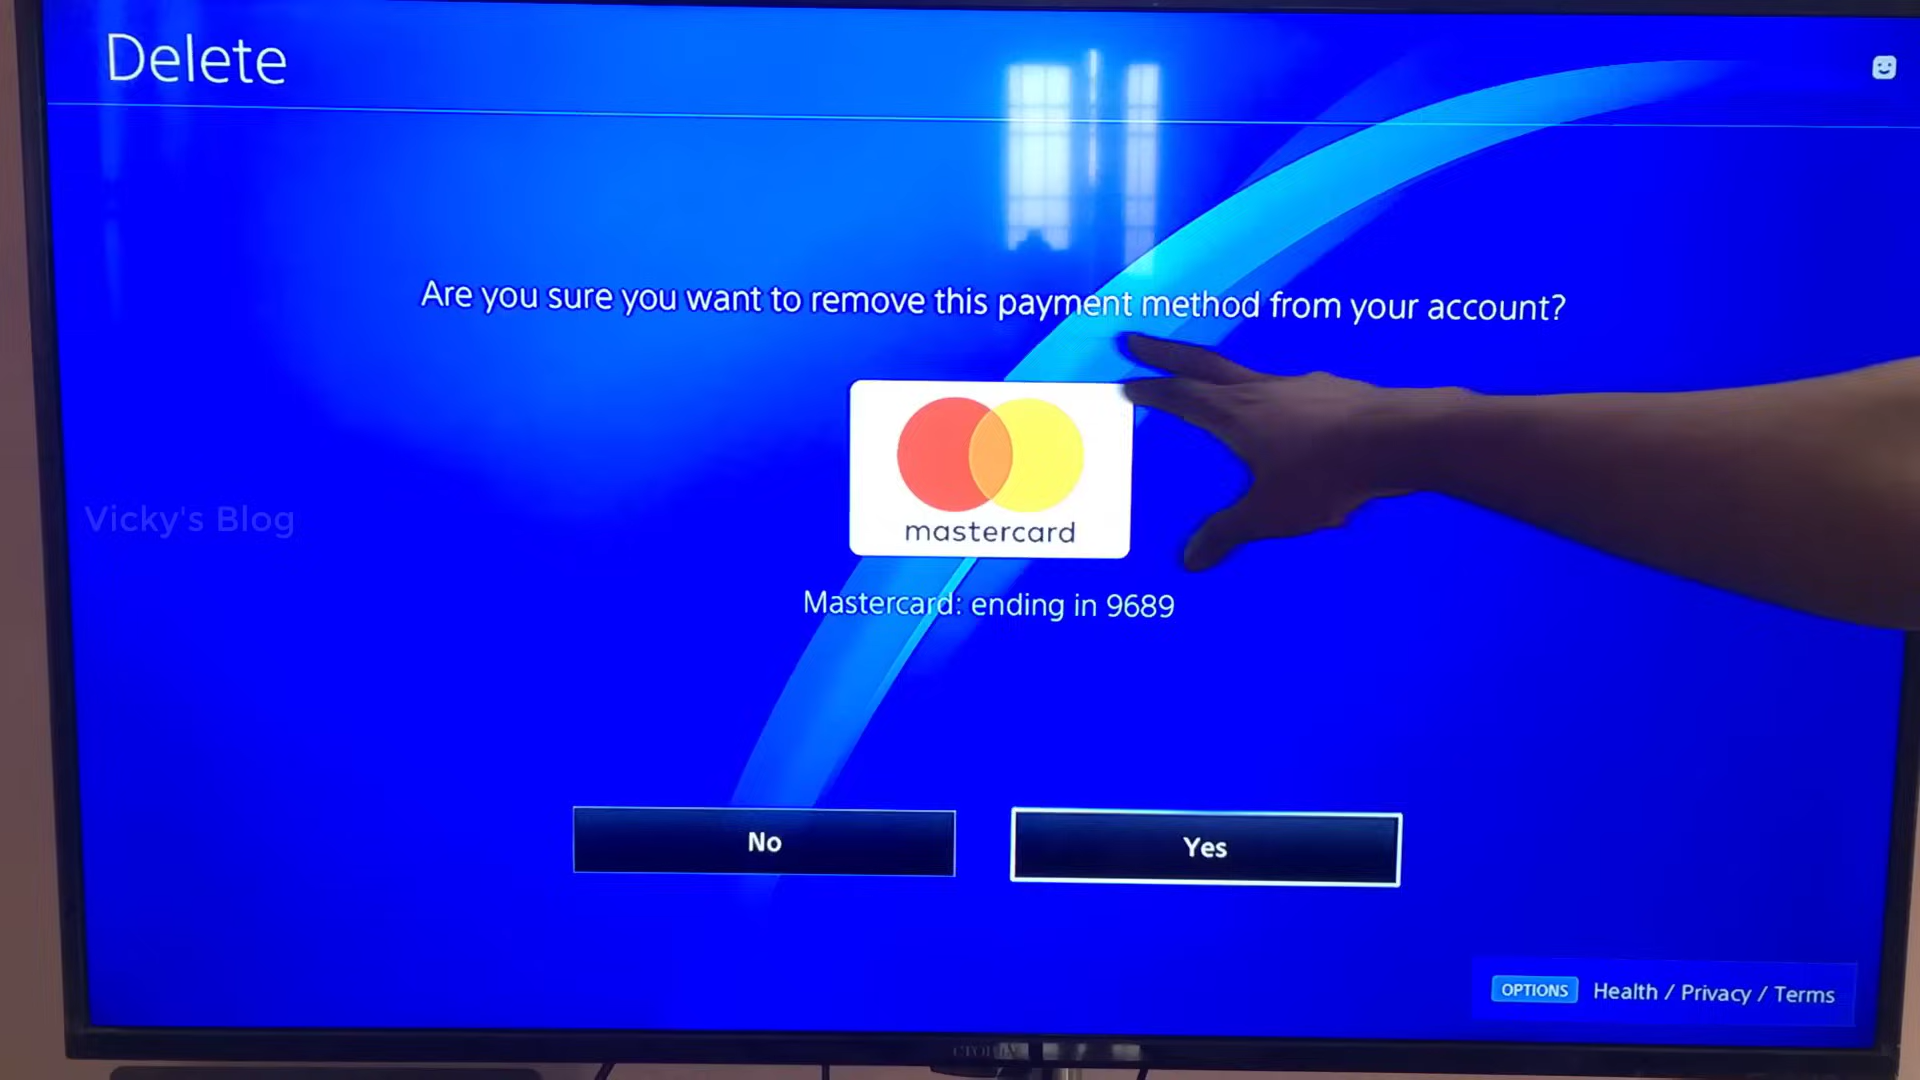 Delete
Are you sure you want to remove this payment method from your account?
mastercard
Vicky's Blog
Mastercard: ending in 9689
No
Yes
OPTIONS Health / Privacy / Terms